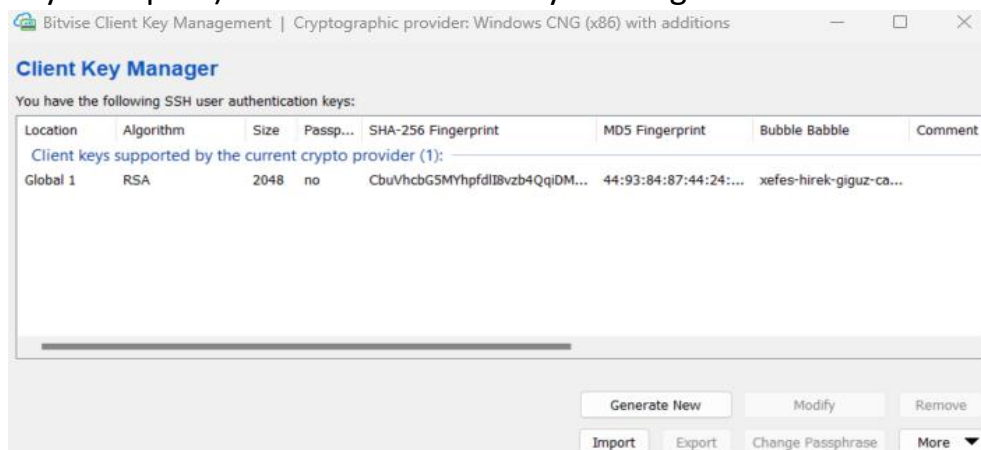 Bitvise Client Key Management | Cryptographic provider: Windows CNG (x86) with additions
Client Key Manager
You have the following SSH user authentication keys:
Location Algorithm Size Passp... SHA-256 Fingerprint MD5 Fingerprint Bubble Babble Comment
Client keys supported by the current crypto provider (1):
Global 1 RSA 2048 no CbuVhcbG5MYhpfdlI8vzb4QqiDM... 44:93:84:87:44:24:... xefes-hirek-giguz-ca...
Generate New Modify Remove
Import Export Change Passphrase More